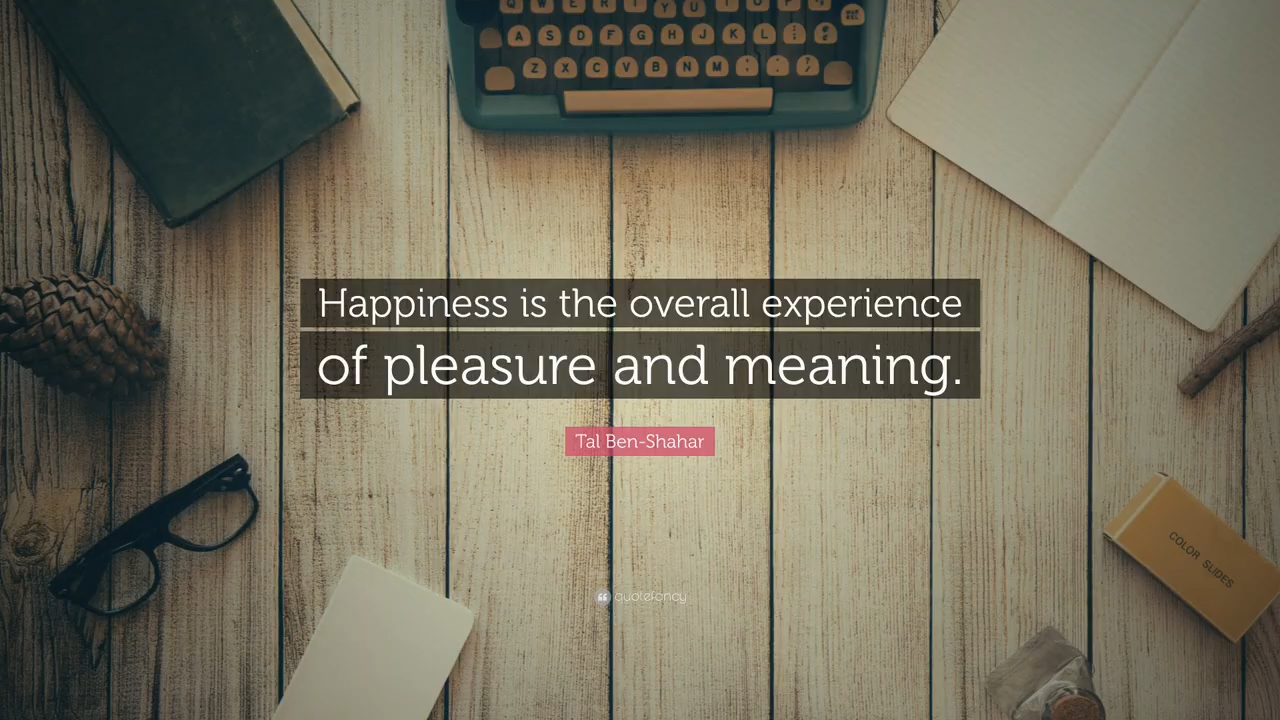 Q W E R T Y U I O P
A S D F G H J K L
Z X C V B N M
Happiness is the overall experience
of pleasure and meaning.
Tal Ben-Shahar
COLOR SLIDES
quotefancy